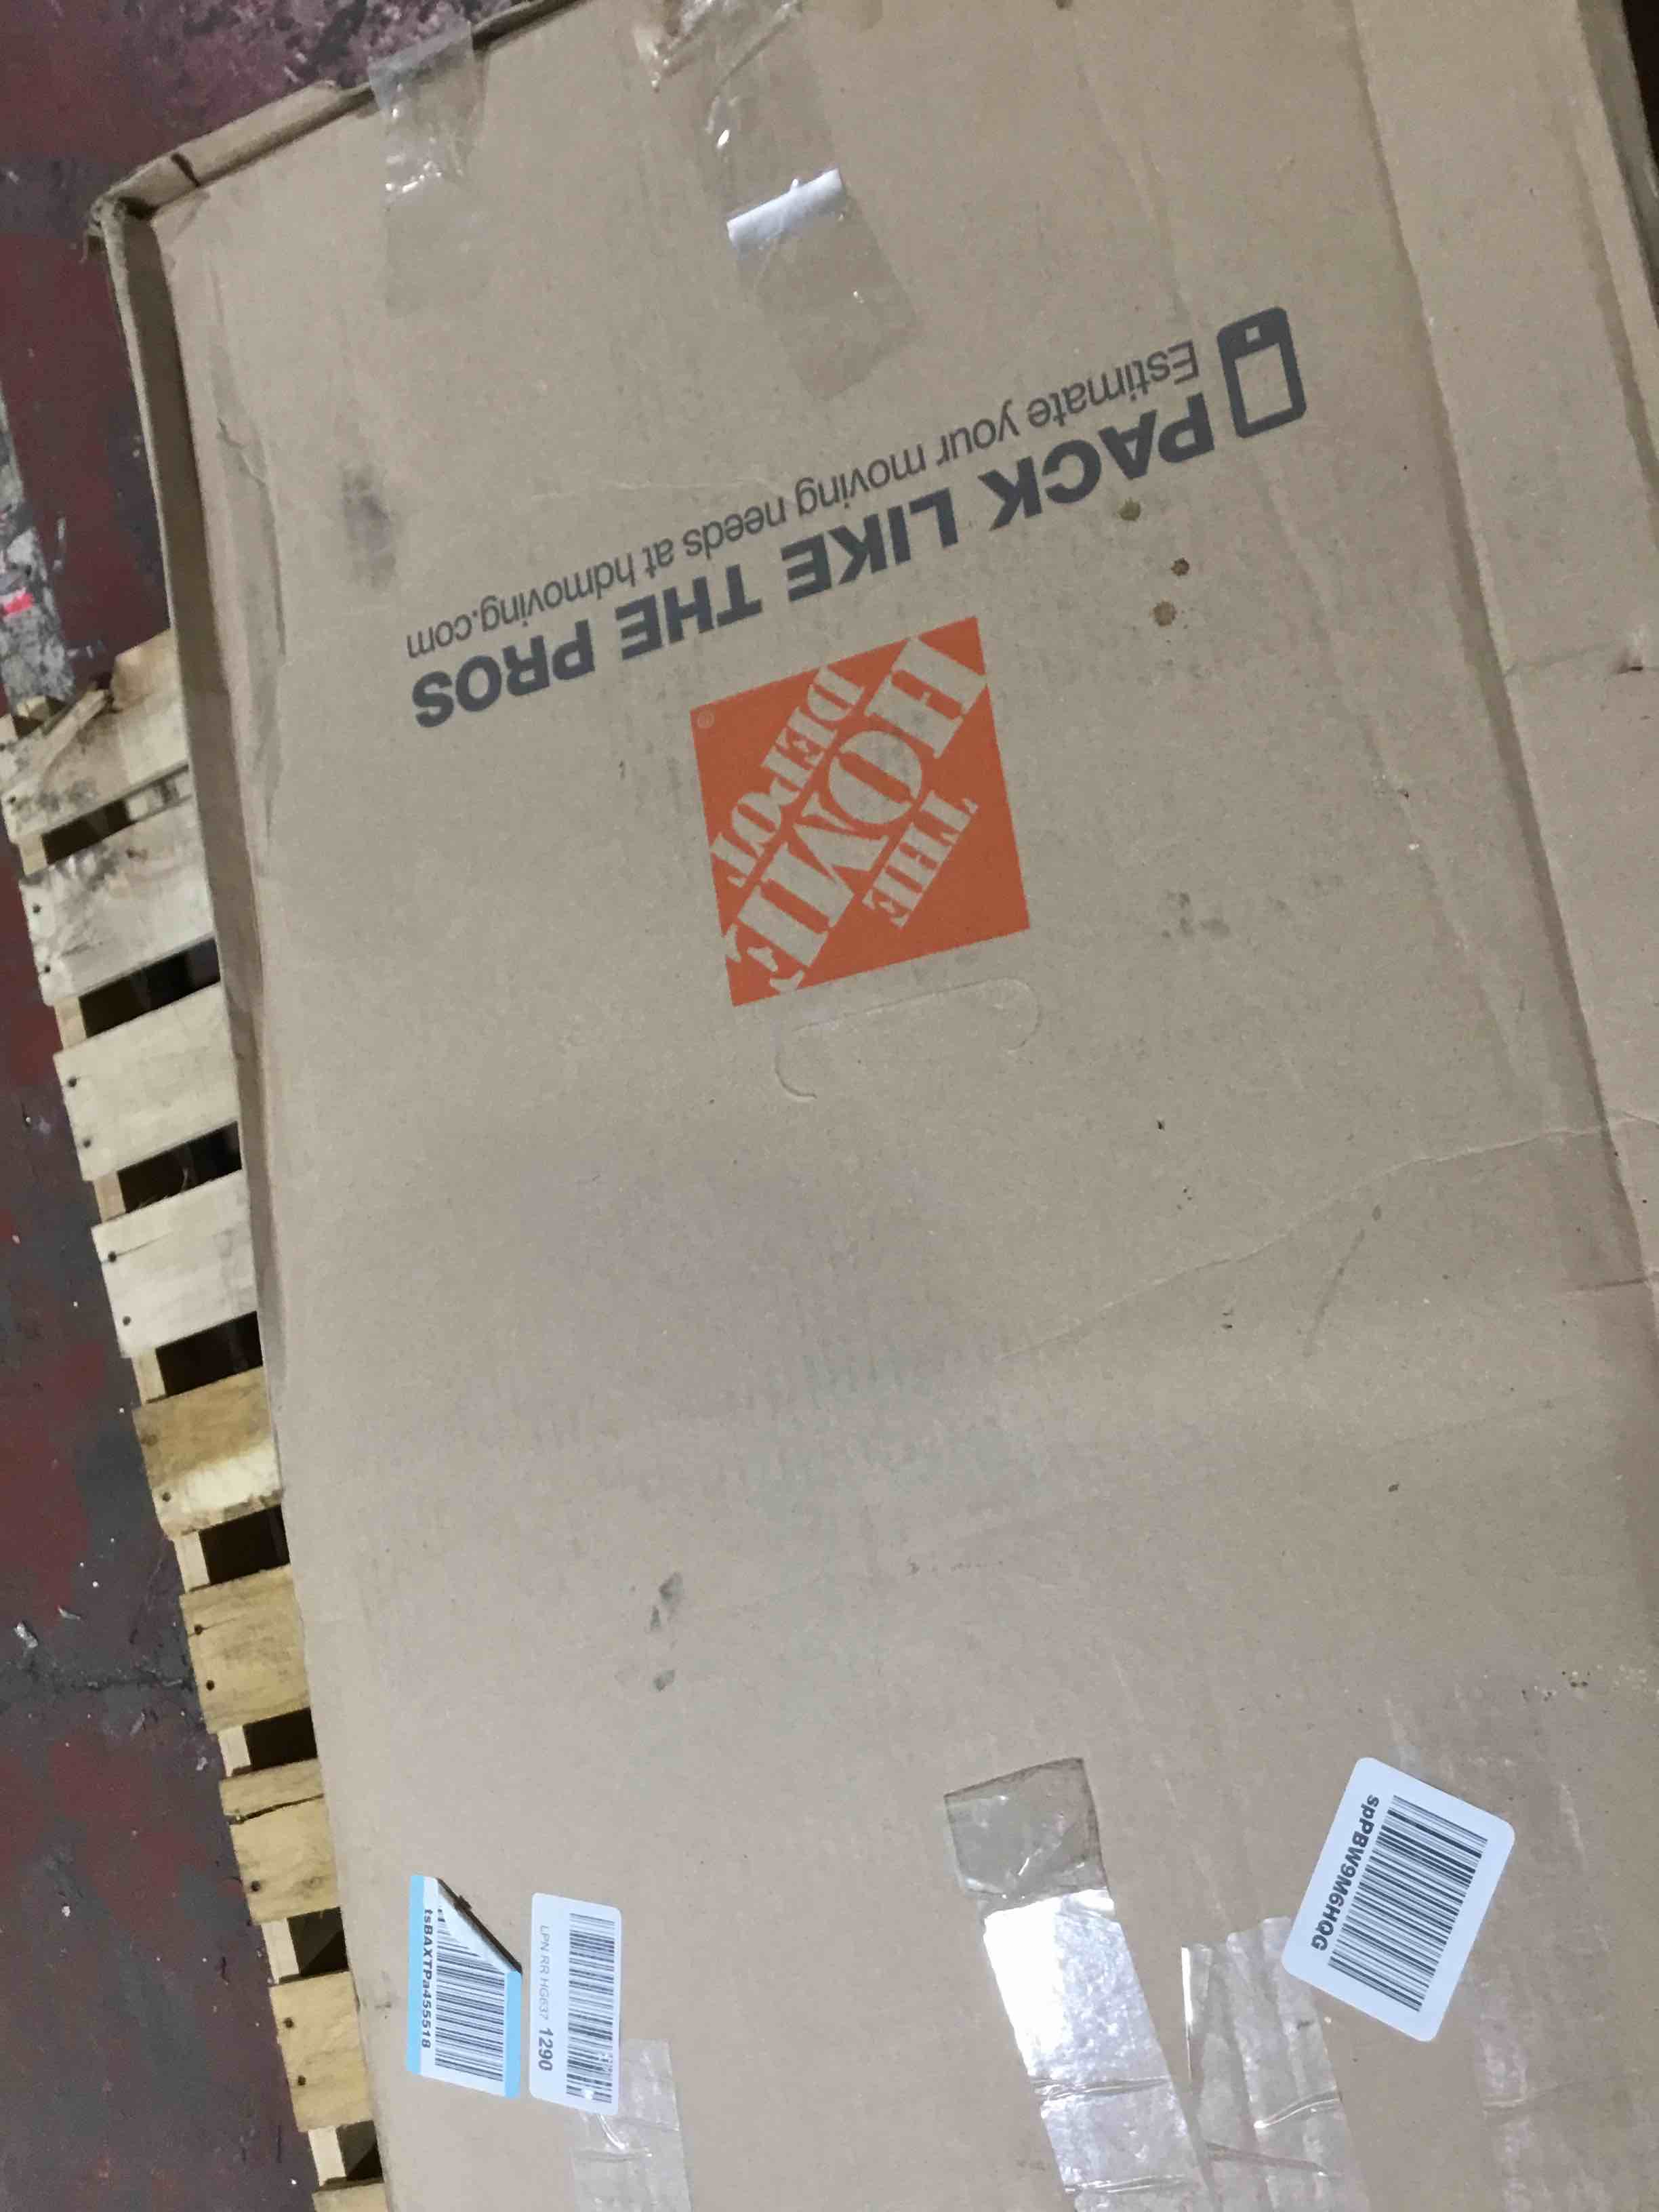 PACK LIKE THE PROS
Estimate your moving needs at hdmoving.com
THE
HOME
DEPOT
®
spPBW9M6HQG
LPN RR HG637 1290
tsBAXTPa455518